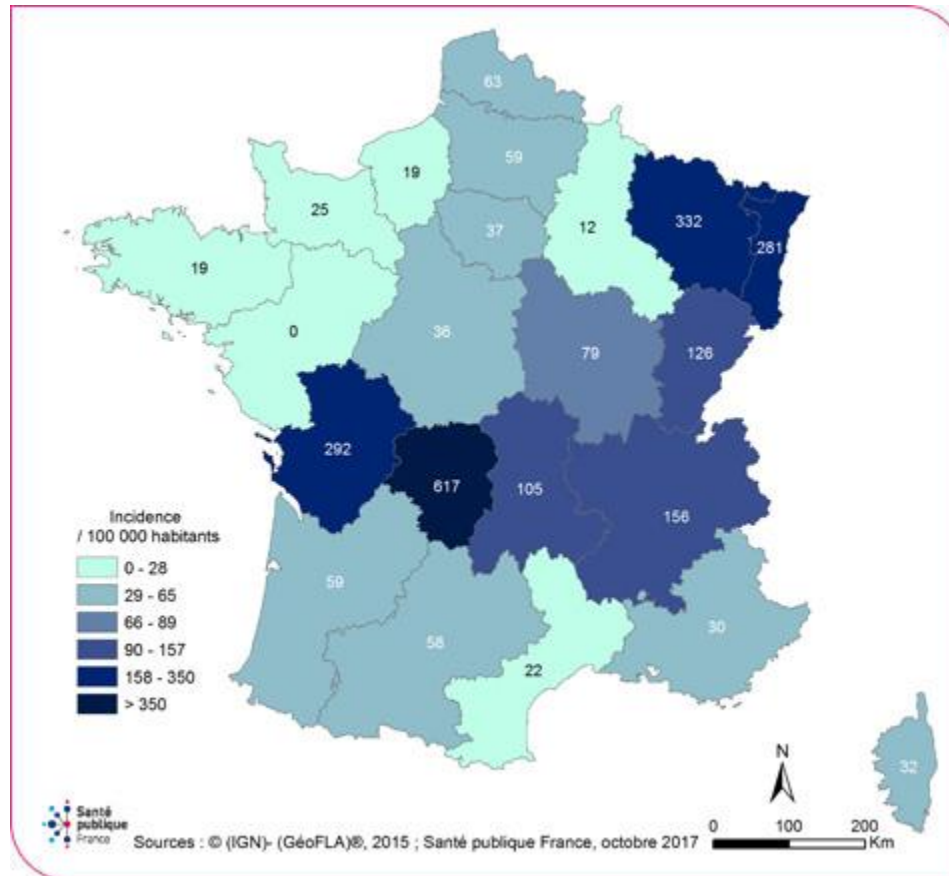 63
59
19
332
25
12
37
281
19
0
36
79
126
292
617
105
156
59
58
30
22
32
Incidence
/ 100 000 habitants
0 - 28
29 - 65
66 - 89
90 - 157
158 - 350
> 350
N
0 100 200
Km
Santé
publique
France
Sources : © (IGN)- (GéoFLA)®, 2015 ; Santé publique France, octobre 2017